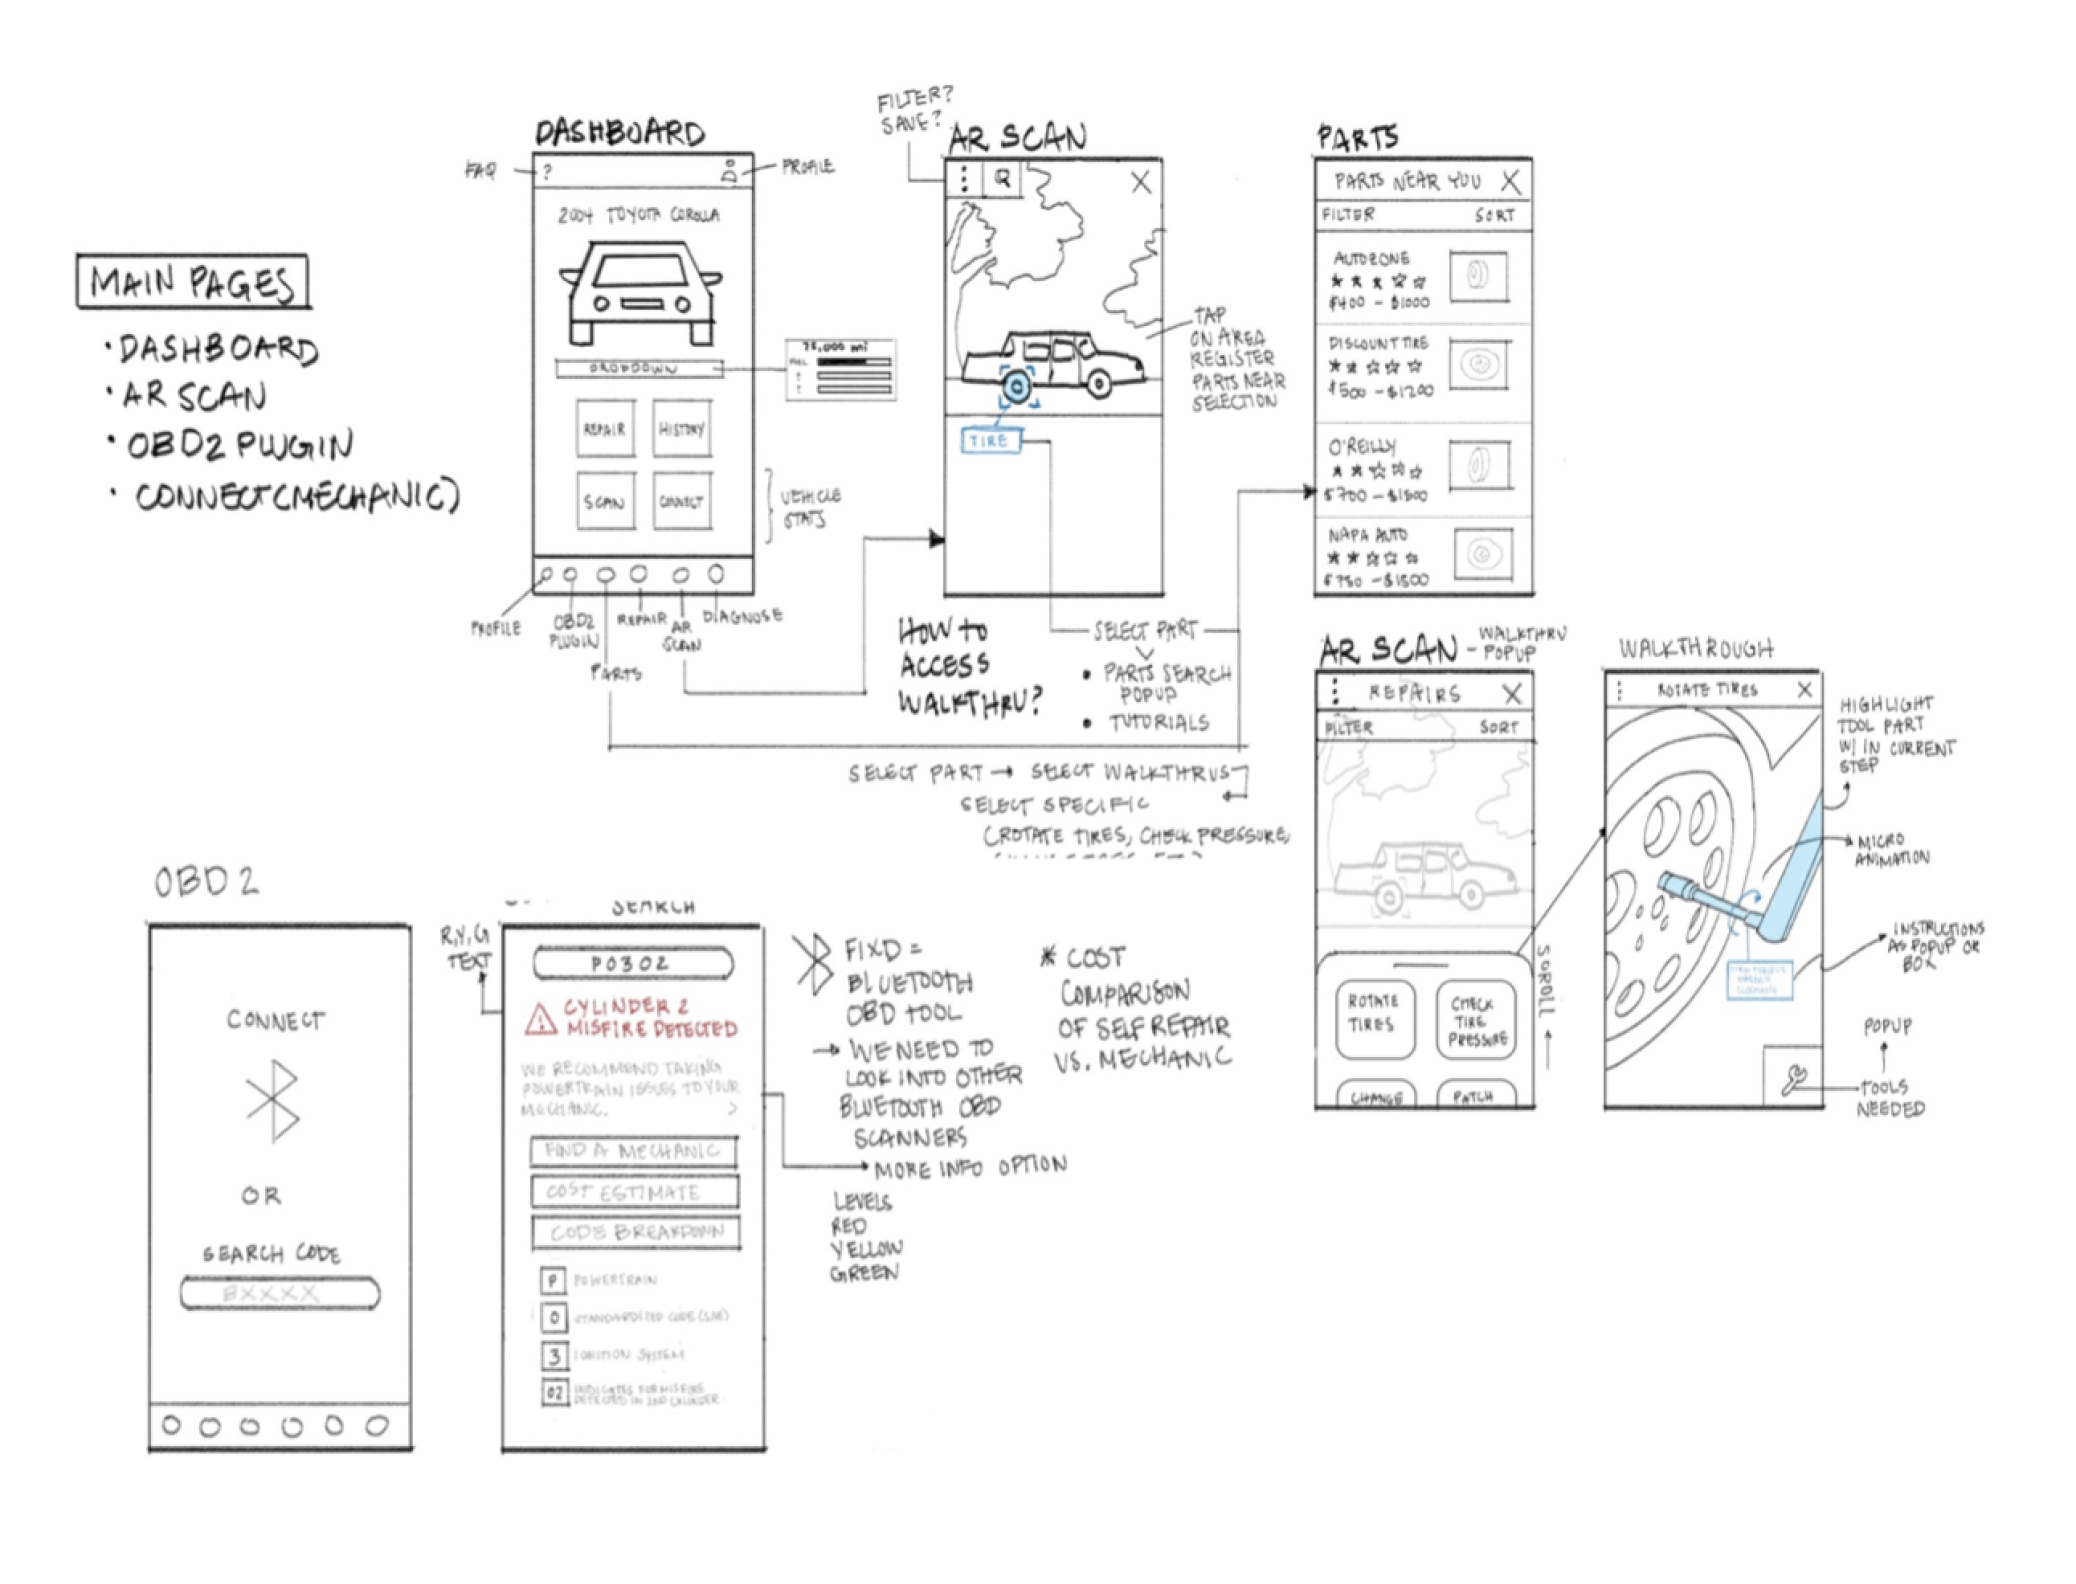 MAIN PAGES
• DASHBOARD
• AR SCAN
• OBD2 PLUGIN
• CONNECT (MECHANIC)
DASHBOARD
FAQ
?
PROFILE
2004 TOYOTA COROLLA
DROPDOWN
FUEL
REPAIR
HISTORY
SCAN
CONNECT
VEHICLE
STATS
PROFILE
OBD2
PLUGIN
PARTS
REPAIR
AR
SCAN
DIAGNOSE
FILTER?
SAVE?
AR SCAN
X
TAP
ON AREA
REGISTER
PARTS NEAR
SELECTION
TIRE
HOW TO
ACCESS
WALKTHRU?
SELECT PART
• PARTS SEARCH
POPUP
• TUTORIALS
SELECT PART → SELECT WALKTHRUS
SELECT SPECIFIC
(ROTATE TIRES, CHECK PRESSURE,
PARTS
PARTS NEAR YOU X
FILTER SORT
AUTOZONE
$400 - $1000
DISCOUNT TIRE
$500 - $1200
O'REILLY
$700 - $1500
NAPA AUTO
$750 - $1500
AR SCAN - WALKTHRU
POPUP
REPAIRS X
FILTER SORT
ROTATE
TIRES
CHECK
TIRE
PRESSURE
CHANGE
PATCH
SCROLL
WALKTHROUGH
ROTATE TIRES X
HIGHLIGHT
TOOL PART
W/ IN CURRENT
STEP
MICRO
ANIMATION
INSTRUCTIONS
AS POPUP OR
BOX
POPUP
TOOLS
NEEDED
OBD2
CONNECT
OR
SEARCH CODE
BXXXX
SEARCH
R,Y,G
TEXT
P0302
CYLINDER 2
MISFIRE DETECTED
WE RECOMMEND TAKING
POWERTRAIN ISSUES TO YOUR
MECHANIC. >
FIND A MECHANIC
COST ESTIMATE
CODE BREAKDOWN
P POWERTRAIN
0 STANDARDIZED CODE (SAE)
3 IGNITION SYSTEM
02 INDICATES FOR MISFIRE
DETECTED IN 2ND CYLINDER
FIXD =
BLUETOOTH
OBD TOOL
→ WE NEED TO
LOOK INTO OTHER
BLUETOOTH OBD
SCANNERS
MORE INFO OPTION
LEVELS
RED
YELLOW
GREEN
* COST
COMPARISON
OF SELF REPAIR
VS. MECHANIC